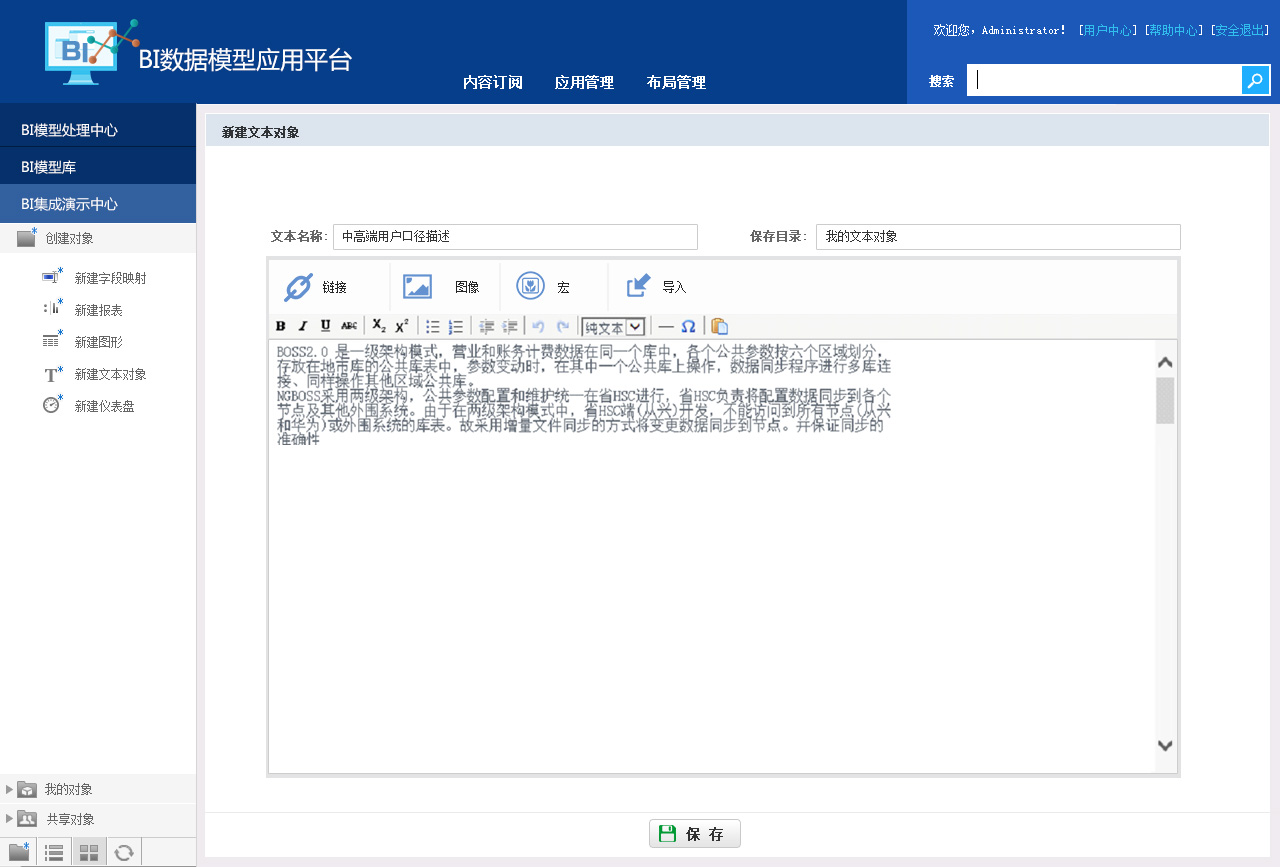 BI
BI数据模型应用平台
内容订阅 应用管理 布局管理
欢迎您，Administrator！ [用户中心] [帮助中心] [安全退出]
搜索
BI模型处理中心
BI模型库
BI集成演示中心
创建对象
新建字段映射
新建报表
新建图形
T 新建文本对象
新建仪表盘
我的对象
共享对象
新建文本对象
文本名称: 中高端用户口径描述 保存目录: 我的文本对象
链接 图像 宏 导入
B I U ABC X₂ X² 纯文本 — Ω
BOSS2.0 是一级架构模式，营业和账务计费数据在同一个库中，各个公共参数按六个区域划分，
存放在地市库的公共库表中，参数变动时，在其中一个公共库上操作，数据同步程序进行多库连
接、同样操作其他区域公共库。
NGBOSS采用两级架构，公共参数配置和维护统一在省HSC进行，省HSC负责将配置数据同步到各个
节点及其他外围系统。由于在两级架构模式中，省HSC端(从兴)开发，不能访问到所有节点(从兴
和华为)或外围系统的库表。故采用增量文件同步的方式将变更数据同步到节点。并保证同步的
准确性
保 存